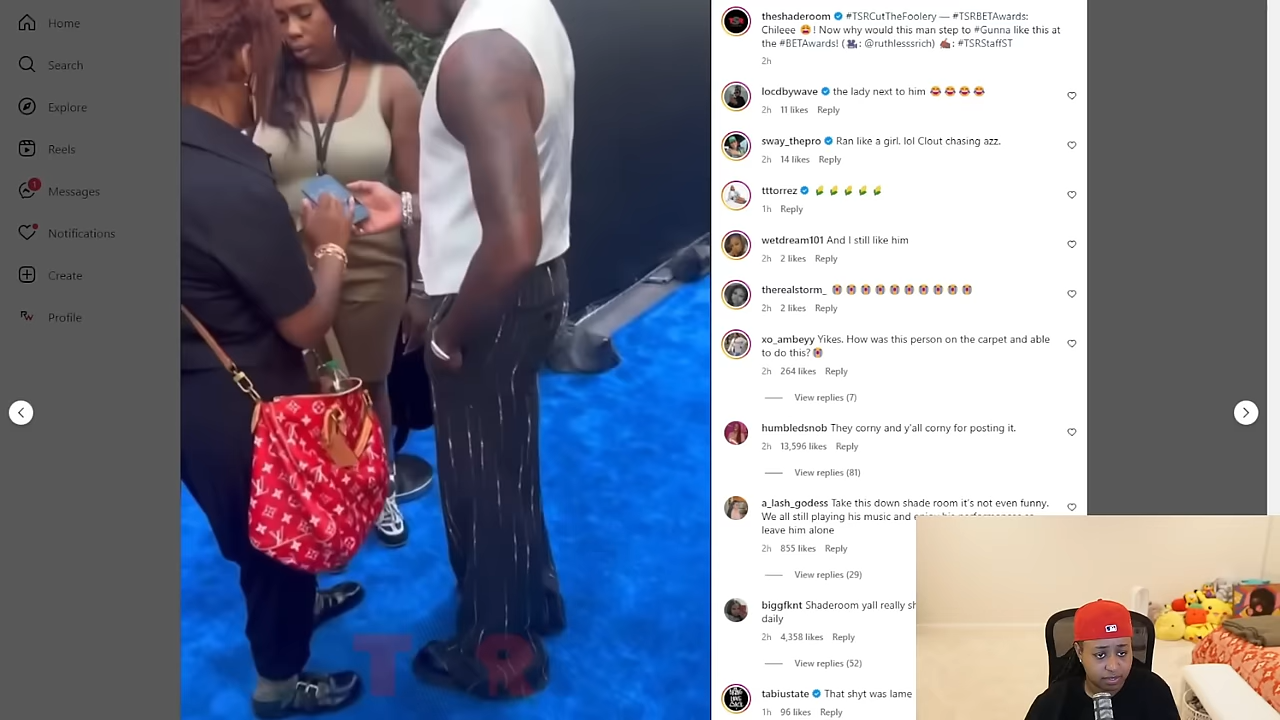 Home
Search
Explore
Reels
1
Messages
Notifications
Create
Profile
T R
theshaderoom #TSRCutTheFoolery — #TSRBETAwards:
Chileee 😩! Now why would this man step to #Gunna like this at
the #BETAwards! (🎥: @ruthlesssrich) ✍🏾: #TSRStaffST
2h
locdbywave the lady next to him 😂😂😂😂
2h 11 likes Reply
sway_thepro Ran like a girl. lol Clout chasing azz.
2h 14 likes Reply
tttorrez 🌽🌽🌽🌽🌽
1h Reply
wetdream101 And I still like him
2h 2 likes Reply
therealstorm_
2h 2 likes Reply
xo_ambeyy Yikes. How was this person on the carpet and able
to do this?
2h 264 likes Reply
View replies (7)
humbledsnob They corny and y'all corny for posting it.
2h 13,596 likes Reply
View replies (81)
a_lash_godess Take this down shade room it's not even funny.
We all still playing his music and
leave him alone
2h 855 likes Reply
View replies (29)
biggfknt Shaderoom yall really
daily
2h 4,358 likes Reply
View replies (52)
tabiustate That shyt was lame
1h 96 likes Reply